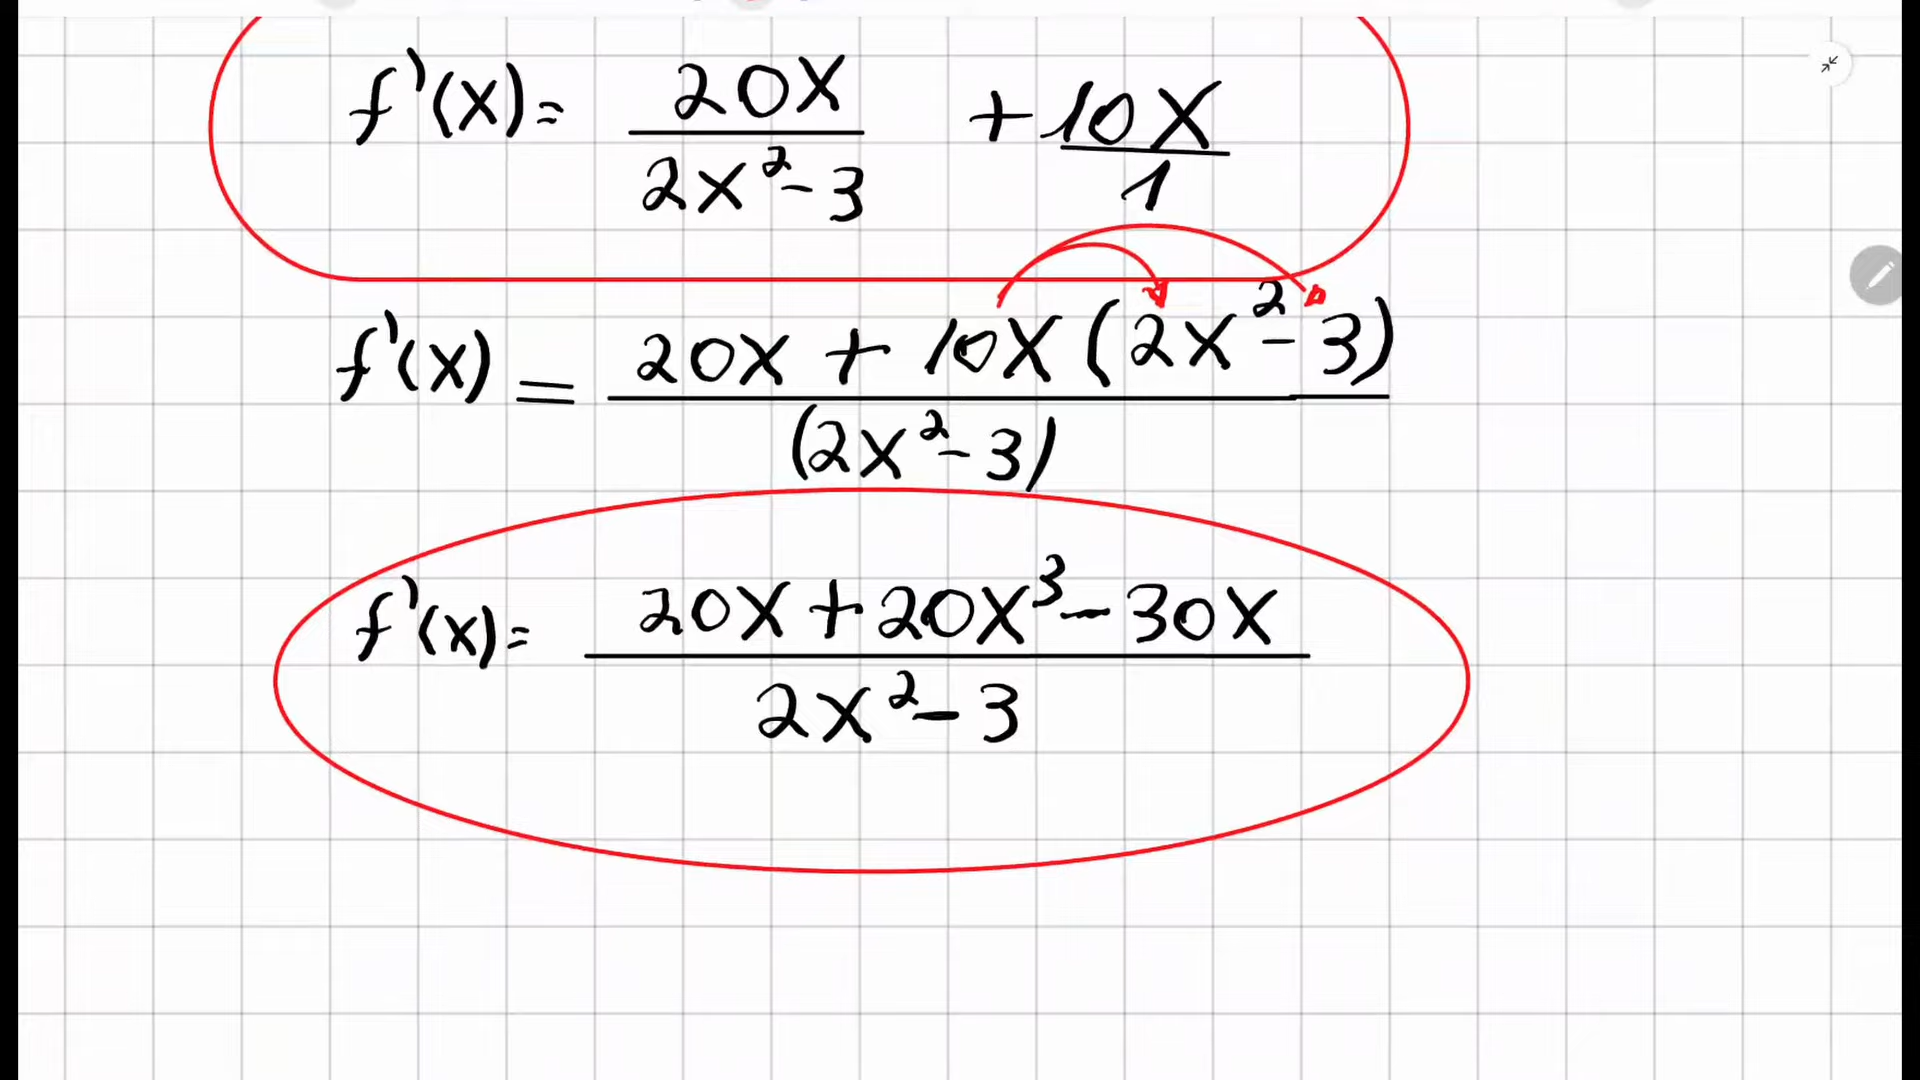 f'(x)= 20x/(2x²-3) + 10x/1
f'(x) = (20x + 10x(2x²-3))/(2x²-3)
f'(x)= (20x+20x³-30x)/(2x²-3)